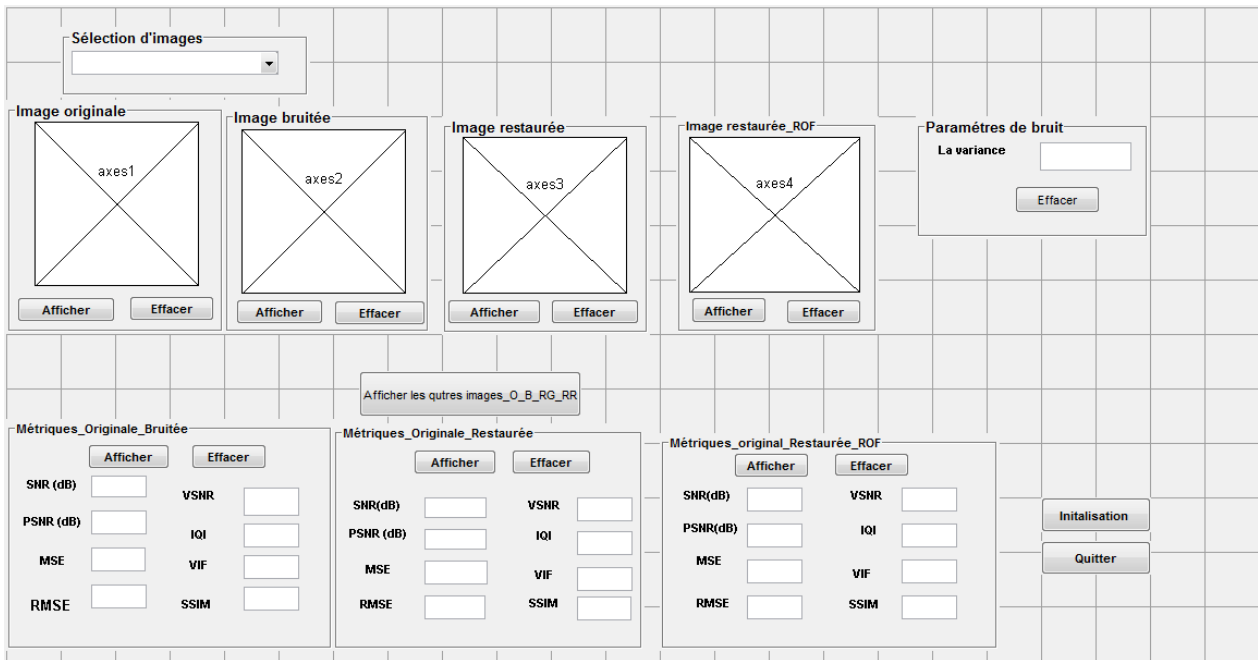 Sélection d'images
Image originale
axes1
Afficher
Effacer
Image bruitée
axes2
Afficher
Effacer
Image restaurée
axes3
Afficher
Effacer
Image restaurée_ROF
axes4
Afficher
Effacer
Paramétres de bruit
La variance
Effacer
Afficher les qutres images_O_B_RG_RR
Métriques_Originale_Bruitée
Afficher
Effacer
SNR (dB)
VSNR
PSNR (dB)
IQI
MSE
VIF
RMSE
SSIM
Métriques_Originale_Restaurée
Afficher
Effacer
SNR(dB)
VSNR
PSNR (dB)
IQI
MSE
VIF
RMSE
SSIM
Métriques_original_Restaurée_ROF
Afficher
Effacer
SNR(dB)
VSNR
PSNR(dB)
IQI
MSE
VIF
RMSE
SSIM
Initalisation
Quitter